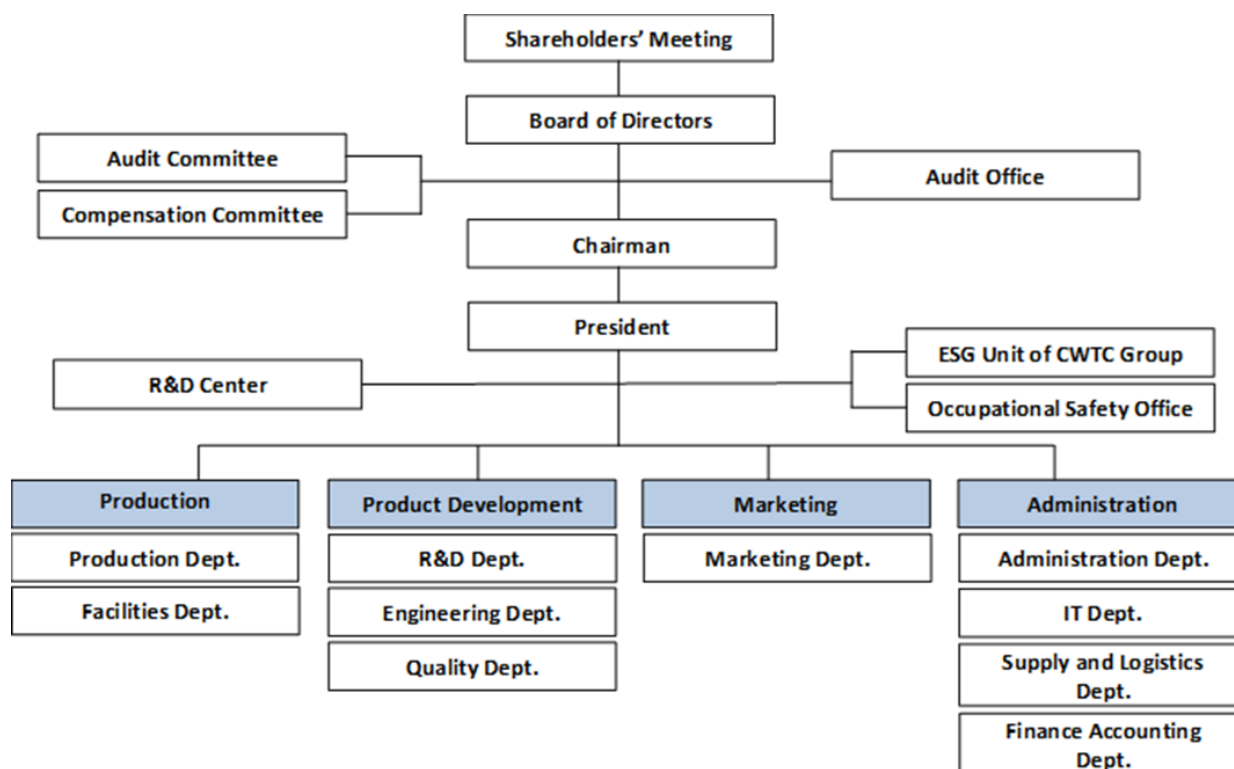 Shareholders’ Meeting
Board of Directors
Audit Committee
Audit Office
Compensation Committee
Chairman
President
ESG Unit of CWTC Group
R&D Center
Occupational Safety Office
Production
Product Development
Marketing
Administration
Production Dept.
R&D Dept.
Marketing Dept.
Administration Dept.
Facilities Dept.
Engineering Dept.
IT Dept.
Quality Dept.
Supply and Logistics
Dept.
Finance Accounting
Dept.